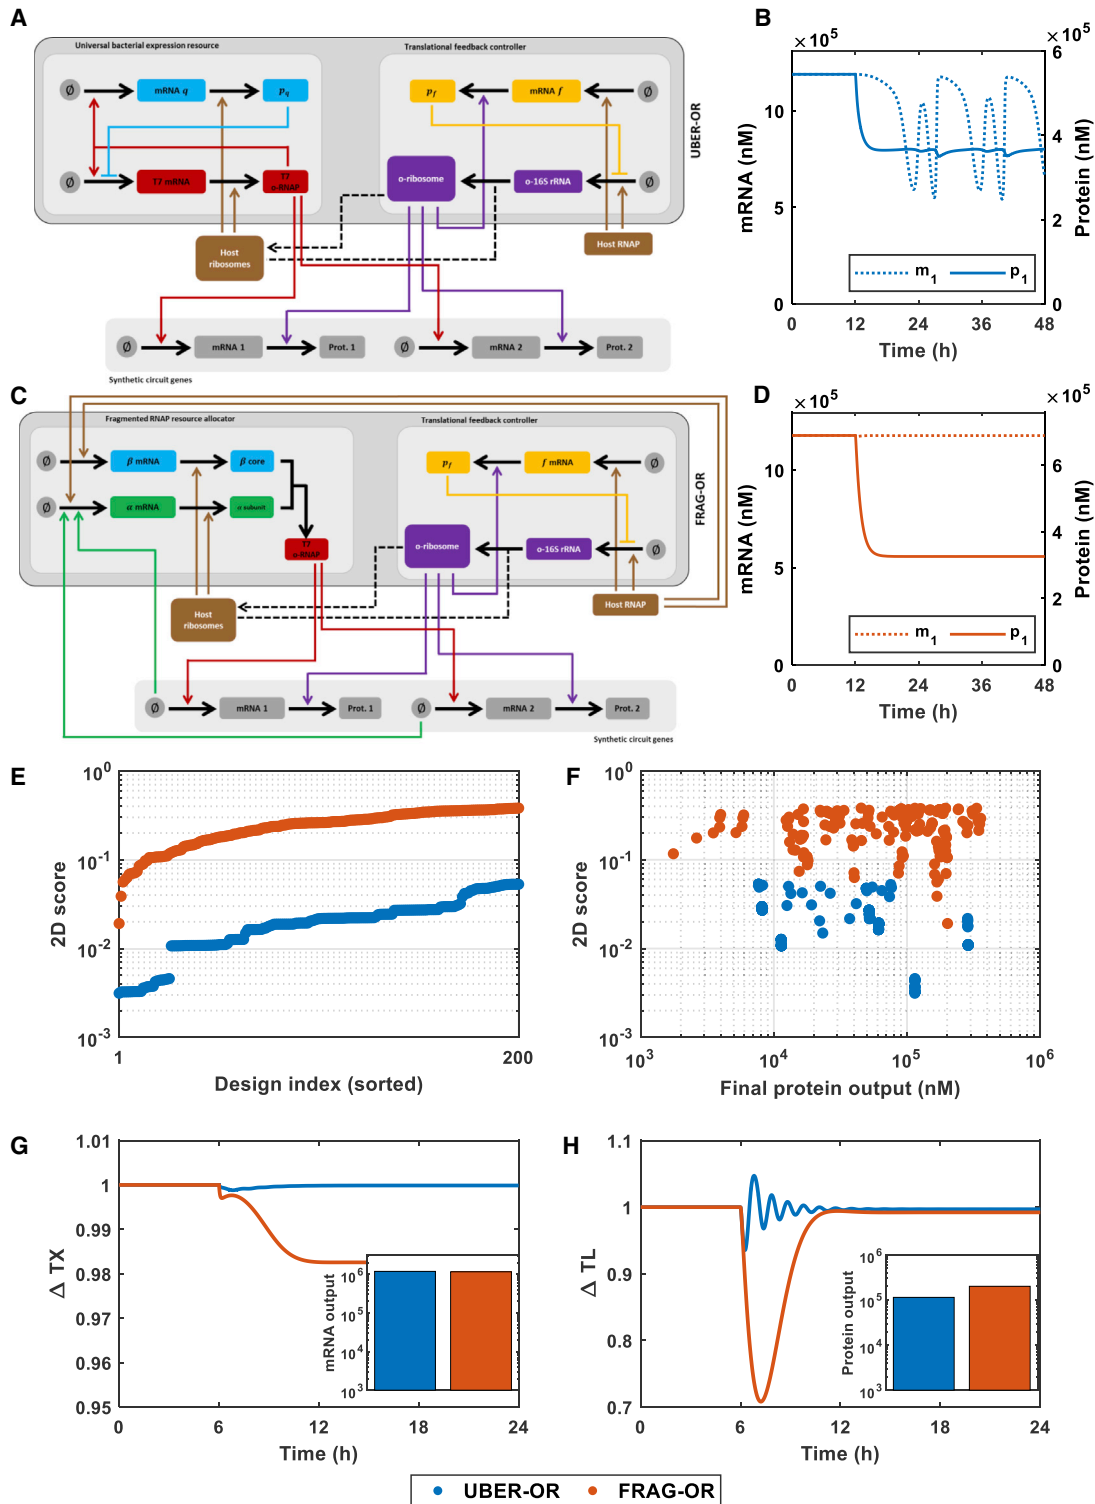 A
Universal bacterial expression resource
Translational feedback controller
∅ mRNA q p_q
p_f mRNA f ∅
∅ T7 mRNA T7 o-RNAP
o-ribosome o-16S rRNA ∅
Host ribosomes
Host RNAP
UBER-OR
∅ mRNA 1 Prot. 1 ∅ mRNA 2 Prot. 2
Synthetic circuit genes
B
×10^5 ×10^5
mRNA (nM)
10
5
0
Protein (nM)
6
4
2
0
m_1 p_1
0 12 24 36 48
Time (h)
C
Fragmented RNAP resource allocator
Translational feedback controller
∅ β mRNA β core
p_f f mRNA ∅
∅ α mRNA α subunit
T7 o-RNAP
o-ribosome o-16S rRNA ∅
Host ribosomes
Host RNAP
FRAG-OR
∅ mRNA 1 Prot. 1 ∅ mRNA 2 Prot. 2
Synthetic circuit genes
D
×10^5 ×10^5
mRNA (nM)
10
5
0
Protein (nM)
6
4
2
0
m_1 p_1
0 12 24 36 48
Time (h)
E
2D score
10^0
10^-1
10^-2
10^-3
1 200
Design index (sorted)
F
2D score
10^0
10^-1
10^-2
10^-3
10^3 10^4 10^5 10^6
Final protein output (nM)
G
Δ TX
1.01
1
0.99
0.98
0.97
0.96
0.95
mRNA output
10^6
10^5
10^4
10^3
0 6 12 18 24
Time (h)
H
Δ TL
1.1
1
0.9
0.8
0.7
Protein output
10^6
10^5
10^4
10^3
0 6 12 18 24
Time (h)
UBER-OR FRAG-OR